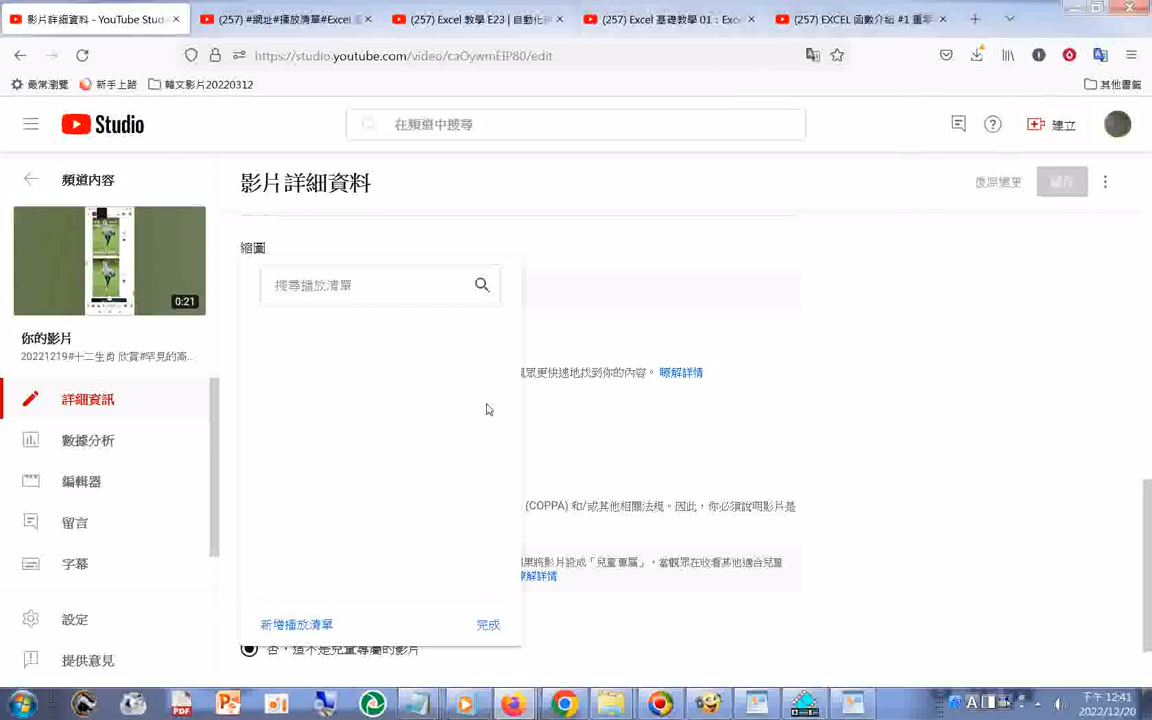 影片詳細資料 - YouTube Stud
(257) #網址#播放清單#Excel
(257) Excel 教學 E23 | 自動化
(257) Excel 基礎教學 01：Exc
(257) EXCEL 函數介紹 #1 重
https://studio.youtube.com/video/caOywmEIP80/edit
最常瀏覽
新手上路
韓文影片20220312
其他書籤
Studio
在頻道中搜尋
建立
頻道內容
影片詳細資料
復原變更
儲存
0:21
縮圖
搜尋播放清單
你的影片
20221219#十二生肖 欣賞#罕見的高...
眾更快速地找到你的內容。 瞭解詳情
詳細資訊
數據分析
編輯器
留言
(COPPA) 和/或其他相關法規。因此，你必須說明影片是
字幕
果將影片設成「兒童專屬」，當觀眾在收看其他適合兒童
瞭解詳情
設定
新增播放清單
完成
否，這不是兒童專屬的影片
提供意見
PDF
A
下午 12:41
2022/12/20